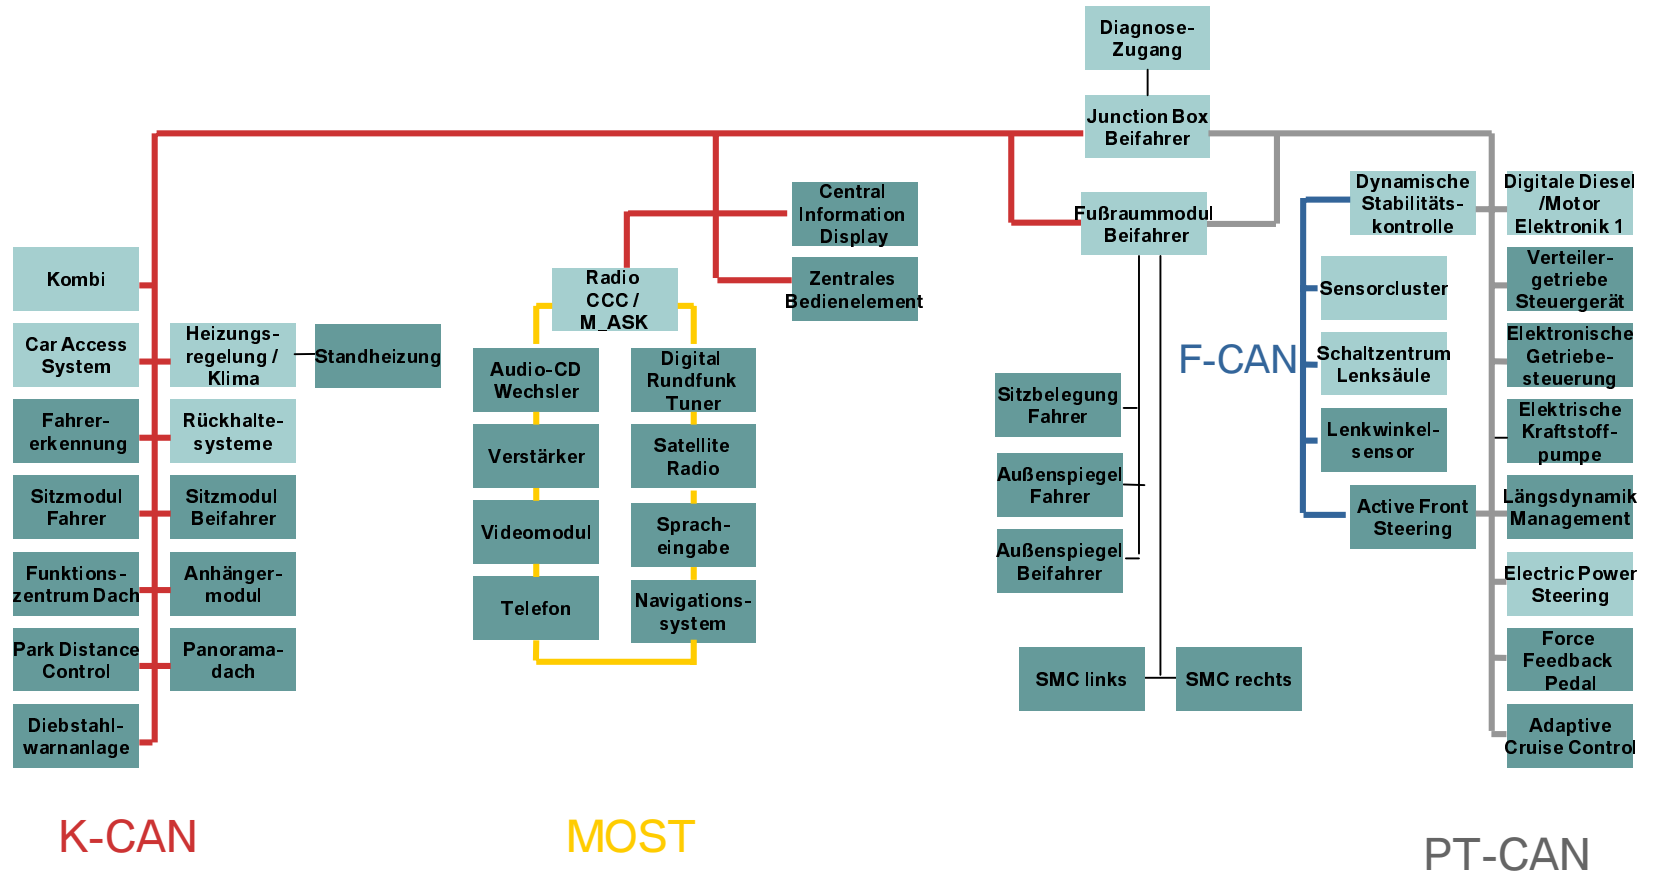 Diagnose-
Zugang
Junction Box
Beifahrer
Fußraummodul
Beifahrer
Central
Information
Display
Zentrales
Bedienelement
Kombi
Car Access
System
Heizungs-
regelung /
Klima
Standheizung
Fahrer-
erkennung
Rückhalte-
systeme
Sitzmodul
Fahrer
Sitzmodul
Beifahrer
Funktions-
zentrum Dach
Anhänger-
modul
Park Distance
Control
Panorama-
dach
Diebstahl-
warnanlage
K-CAN
Radio
CCC /
M_ASK
Audio-CD
Wechsler
Digital
Rundfunk
Tuner
Verstärker
Satellite
Radio
Videomodul
Sprach-
eingabe
Telefon
Navigations-
system
MOST
Sitzbelegung
Fahrer
Außenspiegel
Fahrer
Außenspiegel
Beifahrer
SMC links
SMC rechts
F-CAN
Dynamische
Stabilitäts-
kontrolle
Sensorcluster
Schaltzentrum
Lenksäule
Lenkwinkel-
sensor
Active Front
Steering
Digitale Diesel
/Motor
Elektronik 1
Verteiler-
getriebe
Steuergerät
Elektronische
Getriebe-
steuerung
Elektrische
Kraftstoff-
pumpe
Längsdynamik
Management
Electric Power
Steering
Force
Feedback
Pedal
Adaptive
Cruise Control
PT-CAN